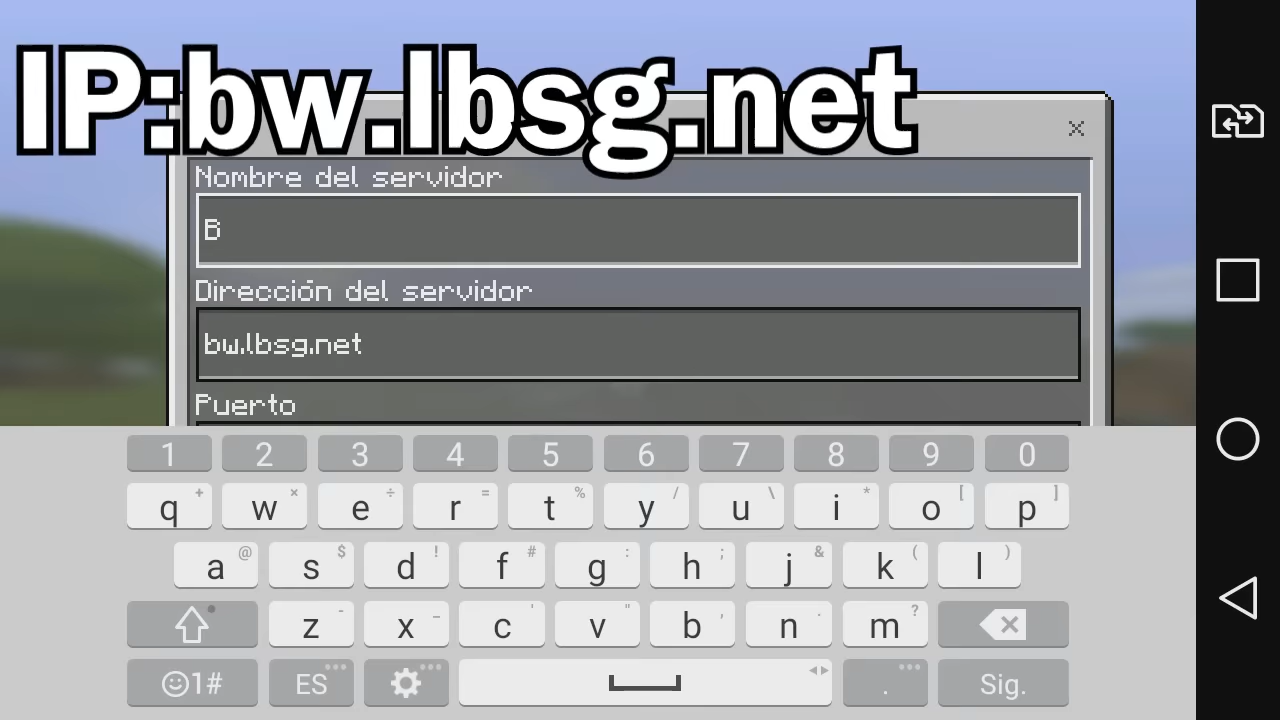 IP:bw.lbsg.net
Nombre del servidor
B
Dirección del servidor
bw.lbsg.net
Puerto
1 2 3 4 5 6 7 8 9 0
q + w × e ÷ r = t % y / u \ i * o [ p ]
a @ s $ d ! f # g : h ; j & k ( l )
z - x _ c ' v " b , n . m ?
1# ES . Sig.